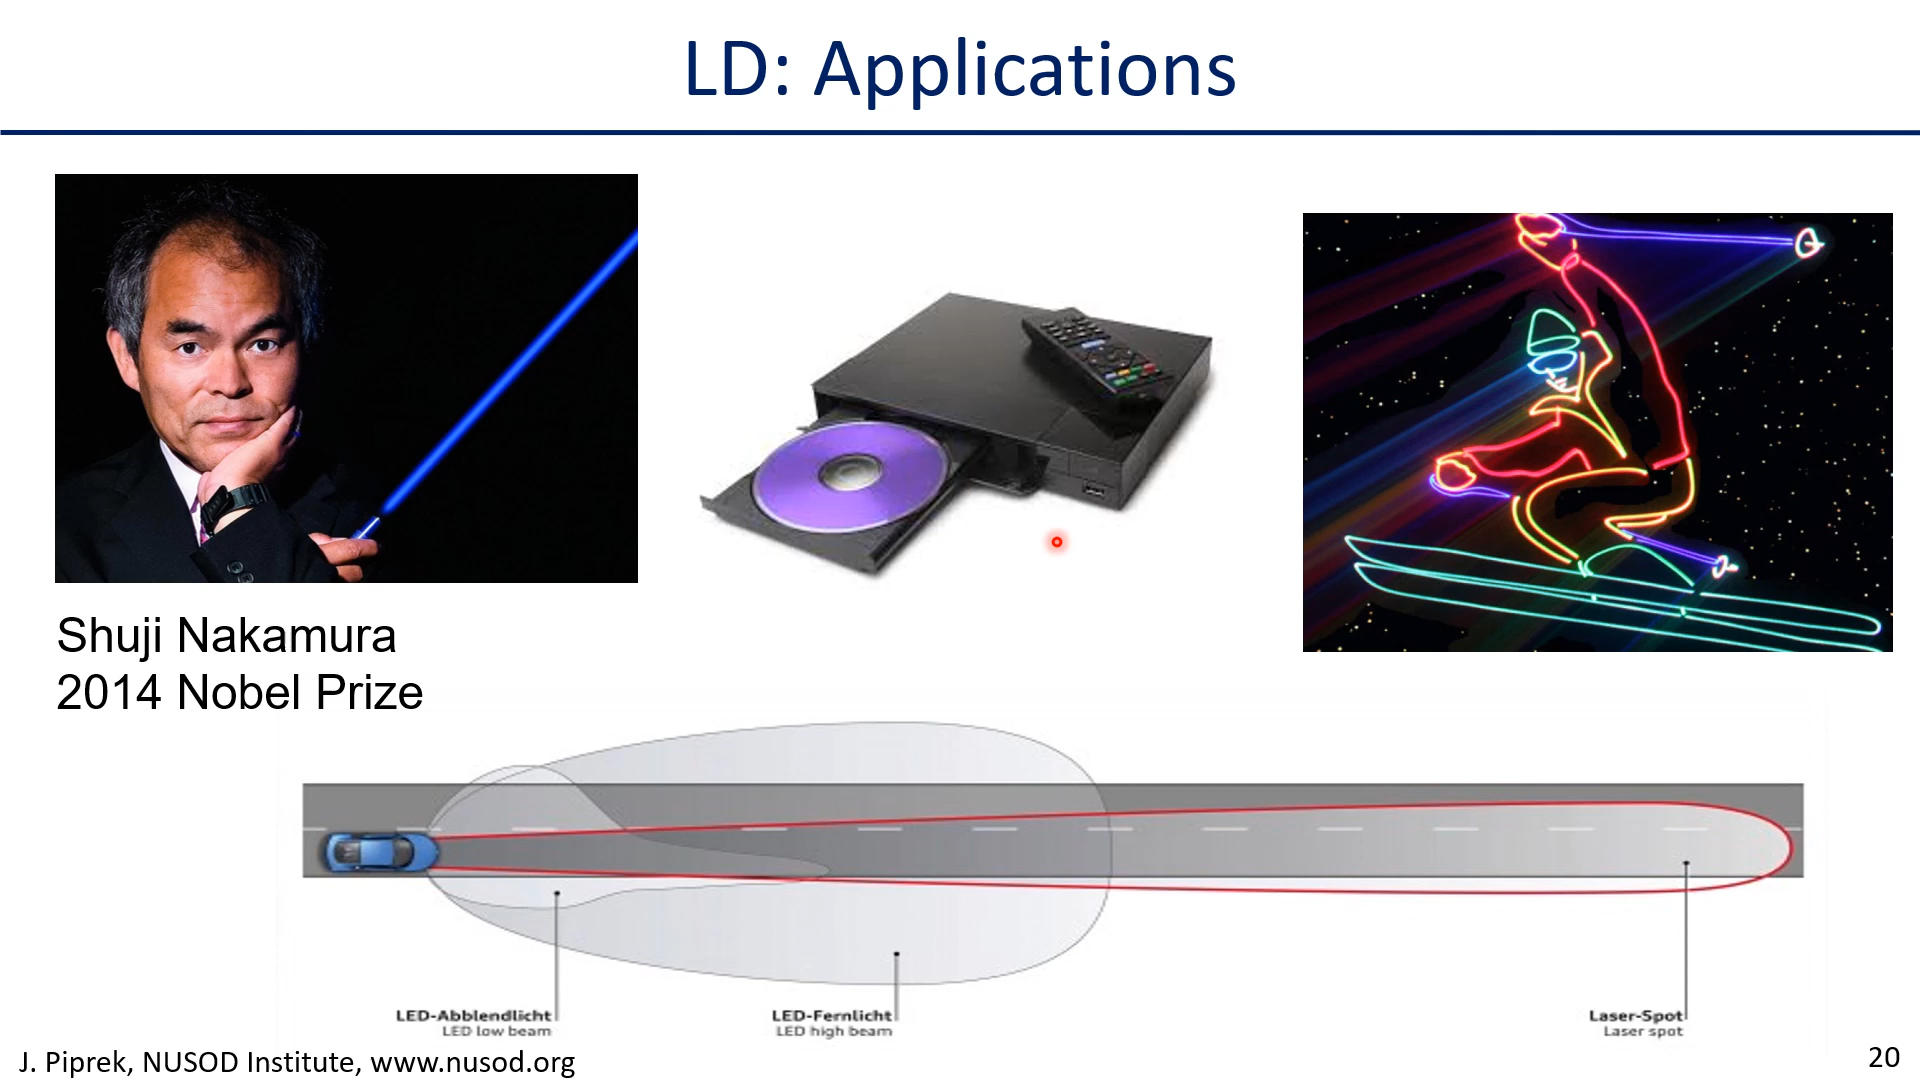 LD: Applications
Shuji Nakamura
2014 Nobel Prize
LED-Abblendlicht
LED low beam
LED-Fernlicht
LED high beam
Laser-Spot
Laser spot
J. Piprek, NUSOD Institute, www.nusod.org
20